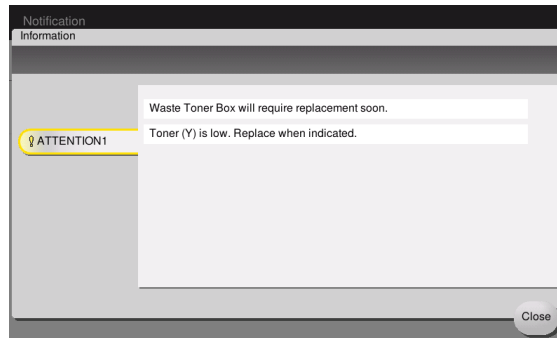 Notification
Information
Waste Toner Box will require replacement soon.
Toner (Y) is low. Replace when indicated.
ATTENTION1
Close